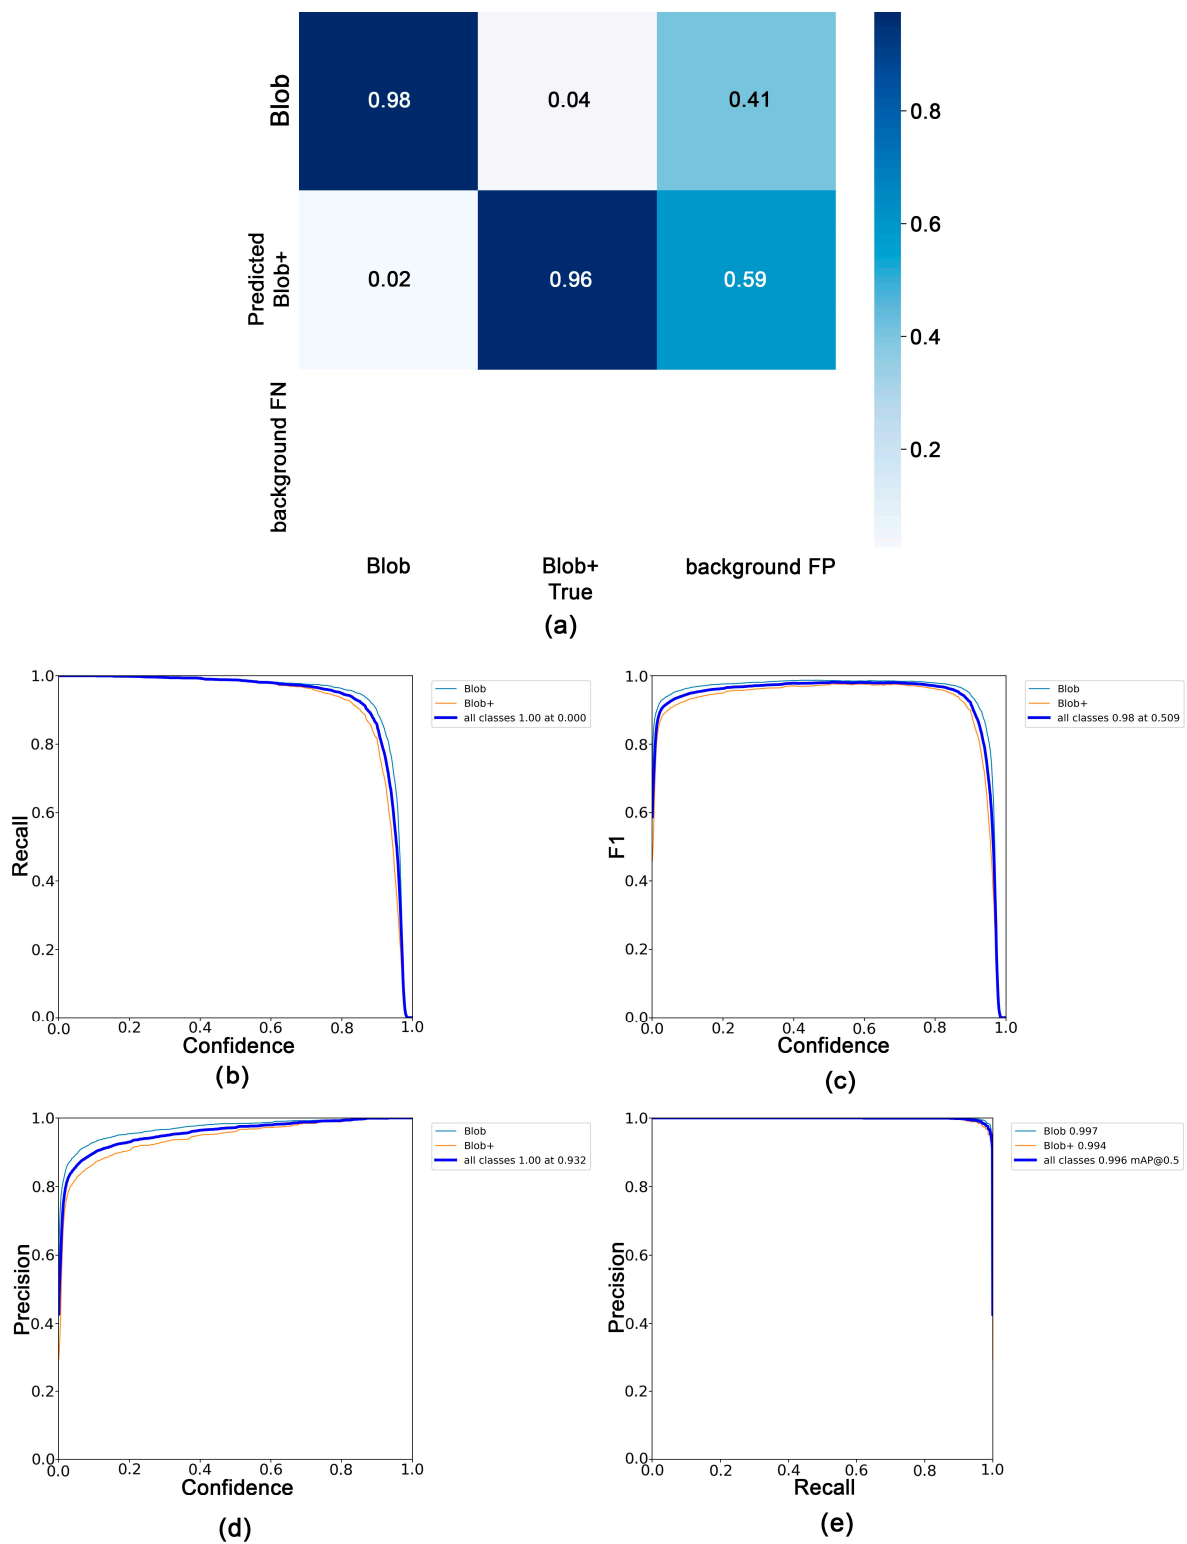 Blob
0.98
0.04
0.41
Predicted
Blob+
0.02
0.96
0.59
background FN
0.8
0.6
0.4
0.2
Blob
Blob+
background FP
True
(a)
1.0
0.8
0.6
0.4
0.2
0.0
Recall
0.0
0.2
0.4
0.6
0.8
1.0
Confidence
Blob
Blob+
all classes 1.00 at 0.000
(b)
1.0
0.8
0.6
0.4
0.2
0.0
F1
0.0
0.2
0.4
0.6
0.8
1.0
Confidence
Blob
Blob+
all classes 0.98 at 0.509
(c)
1.0
0.8
0.6
0.4
0.2
0.0
Precision
0.0
0.2
0.4
0.6
0.8
1.0
Confidence
Blob
Blob+
all classes 1.00 at 0.932
(d)
1.0
0.8
0.6
0.4
0.2
0.0
Precision
0.0
0.2
0.4
0.6
0.8
1.0
Recall
Blob 0.997
Blob+ 0.994
all classes 0.996 mAP@0.5
(e)